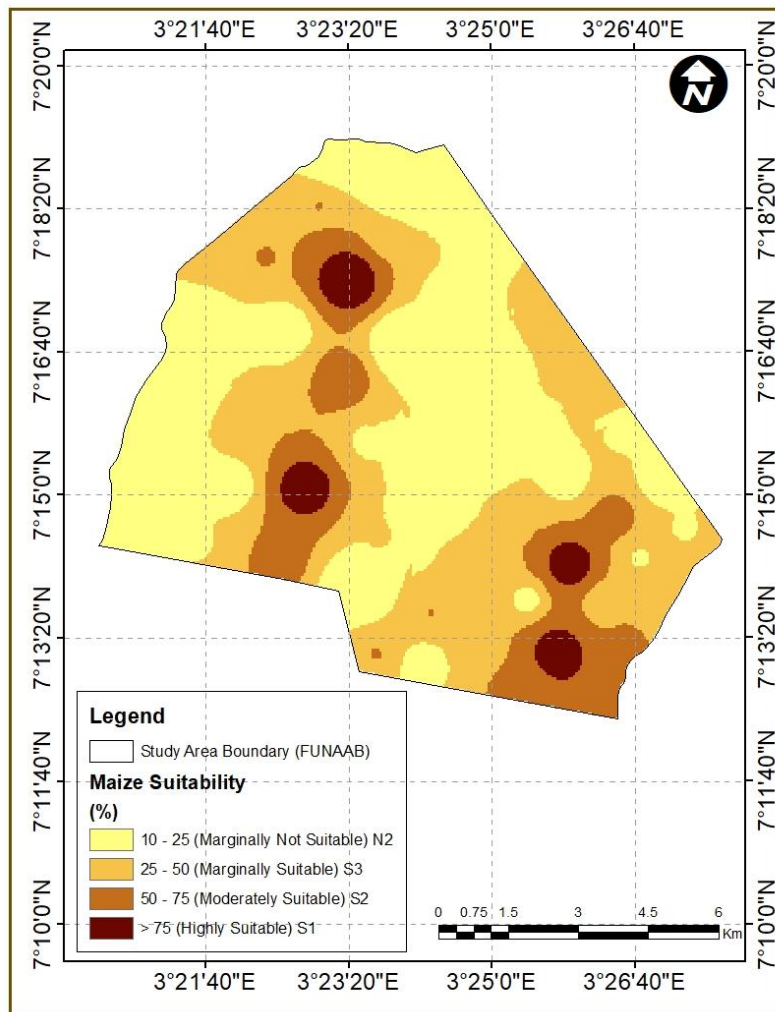 3°21'40"E 3°23'20"E 3°25'0"E 3°26'40"E
7°20'0"N 7°20'0"N
N
7°18'20"N 7°18'20"N
7°16'40"N 7°16'40"N
7°15'0"N 7°15'0"N
7°13'20"N 7°13'20"N
7°11'40"N 7°11'40"N
7°10'0"N 7°10'0"N
Legend
Study Area Boundary (FUNAAB)
Maize Suitability
(%)
10 - 25 (Marginally Not Suitable) N2
25 - 50 (Marginally Suitable) S3
50 - 75 (Moderately Suitable) S2
> 75 (Highly Suitable) S1
0 0.75 1.5 3 4.5 6
Km
3°21'40"E 3°23'20"E 3°25'0"E 3°26'40"E